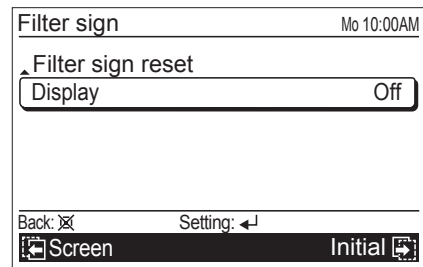 Filter sign Mo 10:00AM
Filter sign reset
Display Off
Back: Setting:
Screen Initial